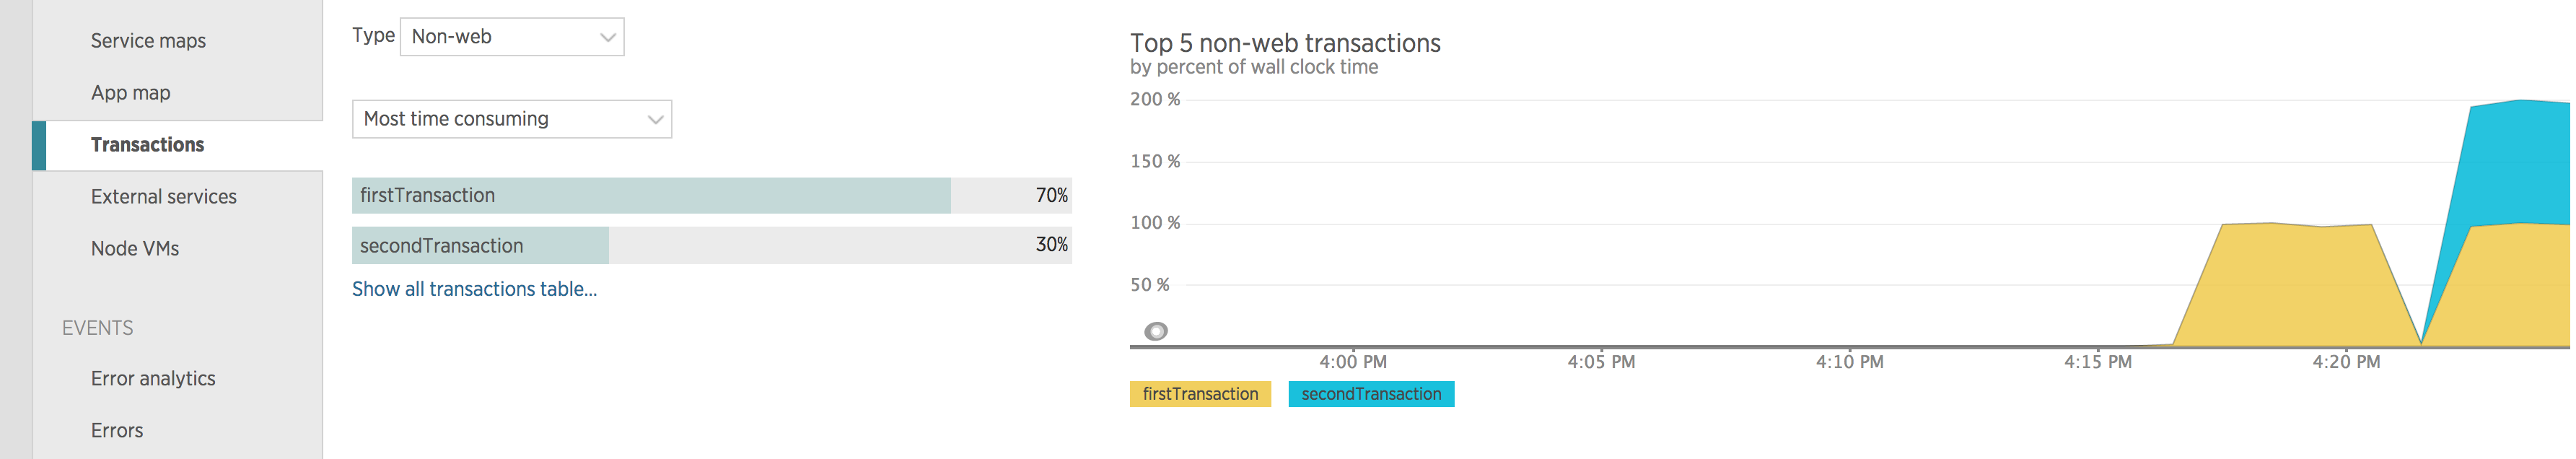 Service maps
App map
Transactions
External services
Node VMs
EVENTS
Error analytics
Errors
Type Non-web
Most time consuming
firstTransaction 70%
secondTransaction 30%
Show all transactions table...
Top 5 non-web transactions
by percent of wall clock time
200 %
150 %
100 %
50 %
4:00 PM 4:05 PM 4:10 PM 4:15 PM 4:20 PM
firstTransaction secondTransaction